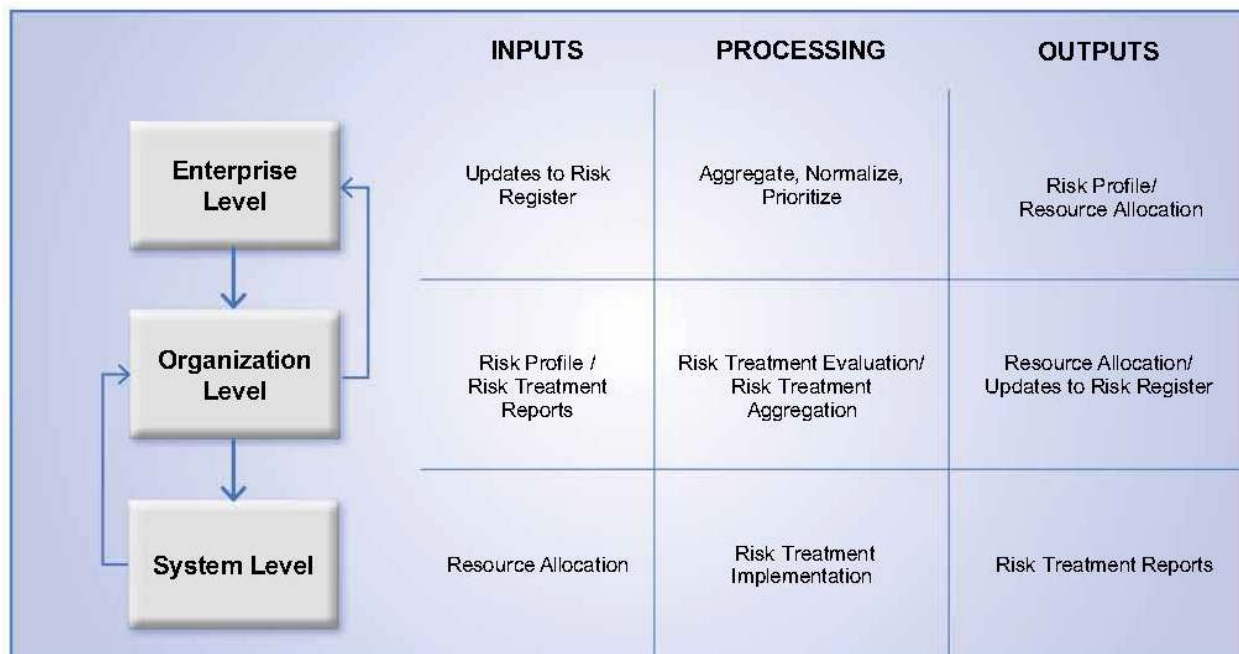 INPUTS
PROCESSING
OUTPUTS
Enterprise
Level
Updates to Risk
Register
Aggregate, Normalize,
Prioritize
Risk Profile/
Resource Allocation
Organization
Level
Risk Profile /
Risk Treatment
Reports
Risk Treatment Evaluation/
Risk Treatment
Aggregation
Resource Allocation/
Updates to Risk Register
System Level
Resource Allocation
Risk Treatment
Implementation
Risk Treatment Reports